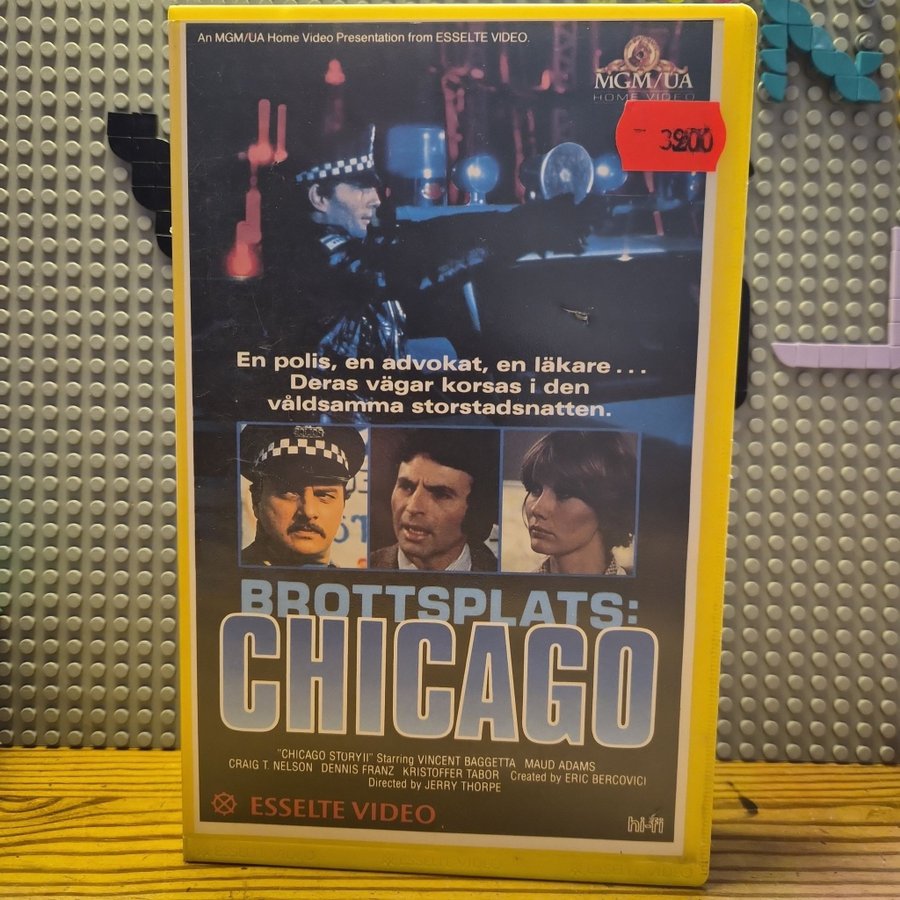 An MGM/UA Home Video Presentation from ESSELTE VIDEO.
MGM/UA
HOME VIDEO
3900
En polis, en advokat, en läkare...
Deras vägar korsas i den
våldsamma storstadsnatten.
BROTTSPLATS:
CHICAGO
"CHICAGO STORY II" Starring VINCENT BAGGETTA MAUD ADAMS
CRAIG T. NELSON DENNIS FRANZ KRISTOFFER TABOR Created by ERIC BERCOVICI
Directed by JERRY THORPE
ESSELTE VIDEO
hi-fi